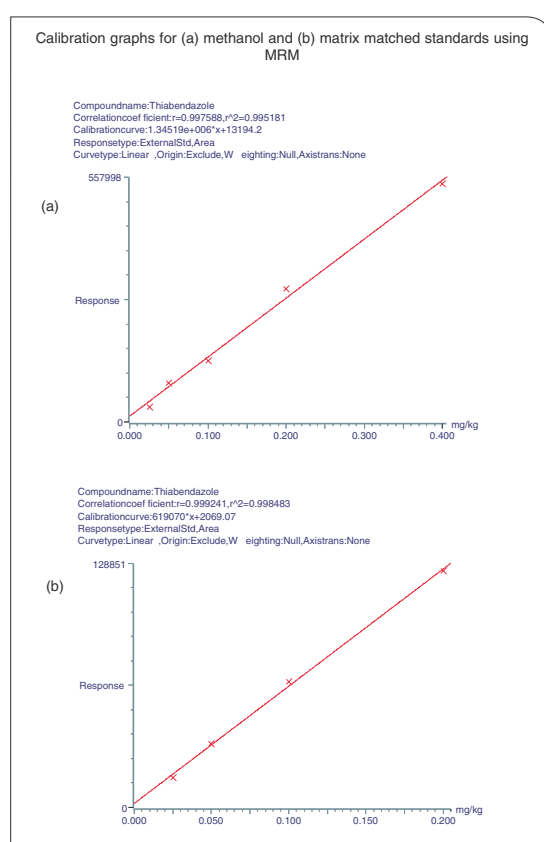 Calibration graphs for (a) methanol and (b) matrix matched standards using
MRM
Compoundname:Thiabendazole
Correlationcoef ficient:r=0.997588,r^2=0.995181
Calibrationcurve:1.34519e+006*x+13194.2
Responsetype:ExternalStd,Area
Curvetype:Linear ,Origin:Exclude,W eighting:Null,Axistrans:None
557998
(a)
Response
0
mg/kg
0.000 0.100 0.200 0.300 0.400
Compoundname:Thiabendazole
Correlationcoef ficient:r=0.999241,r^2=0.998483
Calibrationcurve:619070*x+2069.07
Responsetype:ExternalStd,Area
Curvetype:Linear ,Origin:Exclude,W eighting:Null,Axistrans:None
128851
(b)
Response
0
mg/kg
0.000 0.050 0.100 0.150 0.200